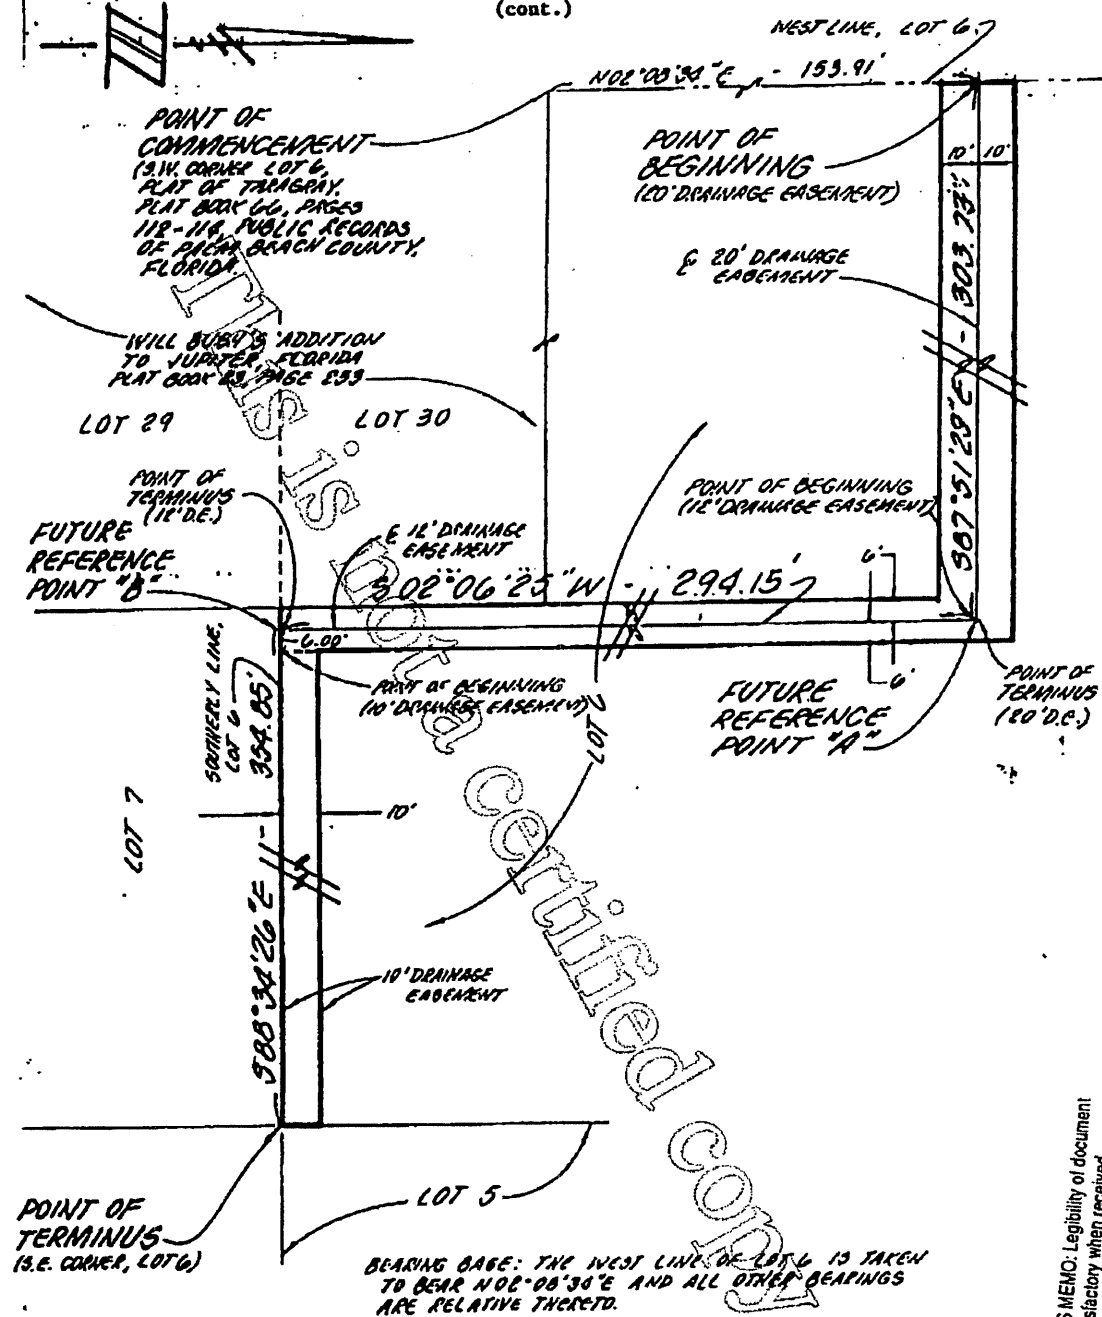 (cont.)
WEST LINE, LOT 6
N02°08'34"E - 153.91'
POINT OF
COMMENCEMENT
(S.W. CORNER LOT 6,
PLAT OF TARAGRAY.
PLAT BOOK 66, PAGES
112-114, PUBLIC RECORDS
OF PALM BEACH COUNTY,
FLORIDA.
POINT OF
BEGINNING
(20' DRAINAGE EASEMENT)
10' 10'
℄ 20' DRAINAGE
EASEMENT
S87°51'29"E - 303.73'
WILL BUSY'S ADDITION
TO JUPITER, FLORIDA
PLAT BOOK 23, PAGE 233
LOT 29
LOT 30
POINT OF
TERMINUS
(12' D.E.)
POINT OF BEGINNING
(12' DRAINAGE EASEMENT)
FUTURE
REFERENCE
POINT "B"
℄ 12' DRAINAGE
EASEMENT
S02°06'25"W - 294.15'
6'
6'
6.00'
POINT OF BEGINNING
(10' DRAINAGE EASEMENT)
FUTURE
REFERENCE
POINT "A"
POINT OF
TERMINUS
(20' D.E.)
SOUTHERLY LINE,
LOT 6
S88°34'26"E - 354.85'
LOT 7
10'
10' DRAINAGE
EASEMENT
LOT 5
POINT OF
TERMINUS
(S.E. CORNER, LOT 6)
BEARING BASE: THE WEST LINE OF LOT 6 IS TAKEN
TO BEAR N02°08'34"E AND ALL OTHER BEARINGS
ARE RELATIVE THERETO.
This is not a certified copy
MEMO: Legibility of document
when received.